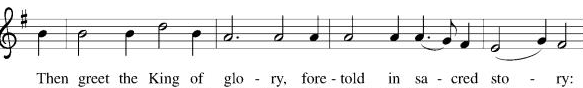 Then greet the King of glo - ry, fore - told in sa - cred sto - ry: